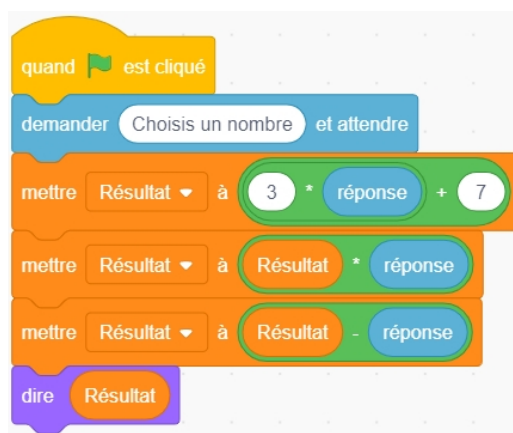 quand est cliqué
demander Choisis un nombre et attendre
mettre Résultat à 3 * réponse + 7
mettre Résultat à Résultat * réponse
mettre Résultat à Résultat - réponse
dire Résultat